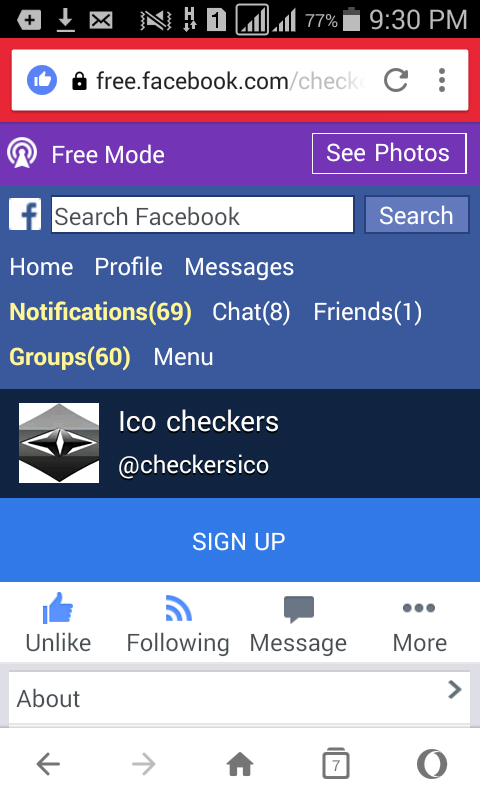 H 1 77% 9:30 PM
free.facebook.com/checke
Free Mode See Photos
Search Facebook Search
Home Profile Messages
Notifications(69) Chat(8) Friends(1)
Groups(60) Menu
Ico checkers
@checkersico
SIGN UP
Unlike Following Message More
About
7